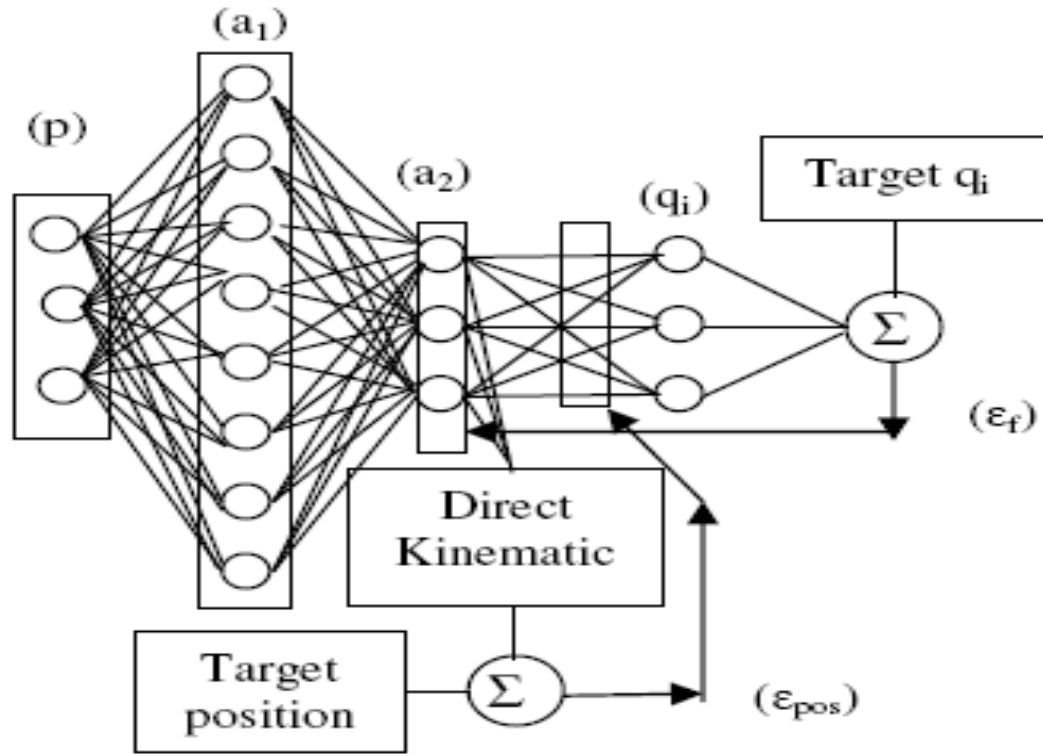 (a₁)
(p)
(a₂)
(qᵢ)
Target qᵢ
Σ
(εf)
Direct
Kinematic
Target
position
Σ
(εpos)